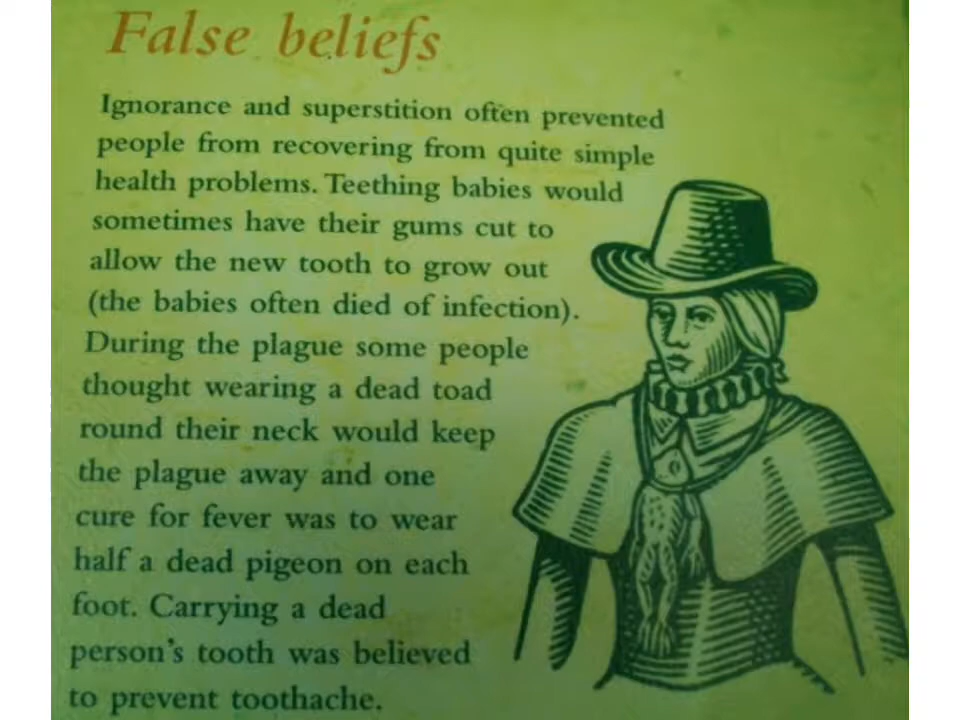 False beliefs
Ignorance and superstition often prevented
people from recovering from quite simple
health problems. Teething babies would
sometimes have their gums cut to
allow the new tooth to grow out
(the babies often died of infection).
During the plague some people
thought wearing a dead toad
round their neck would keep
the plague away and one
cure for fever was to wear
half a dead pigeon on each
foot. Carrying a dead
person's tooth was believed
to prevent toothache.